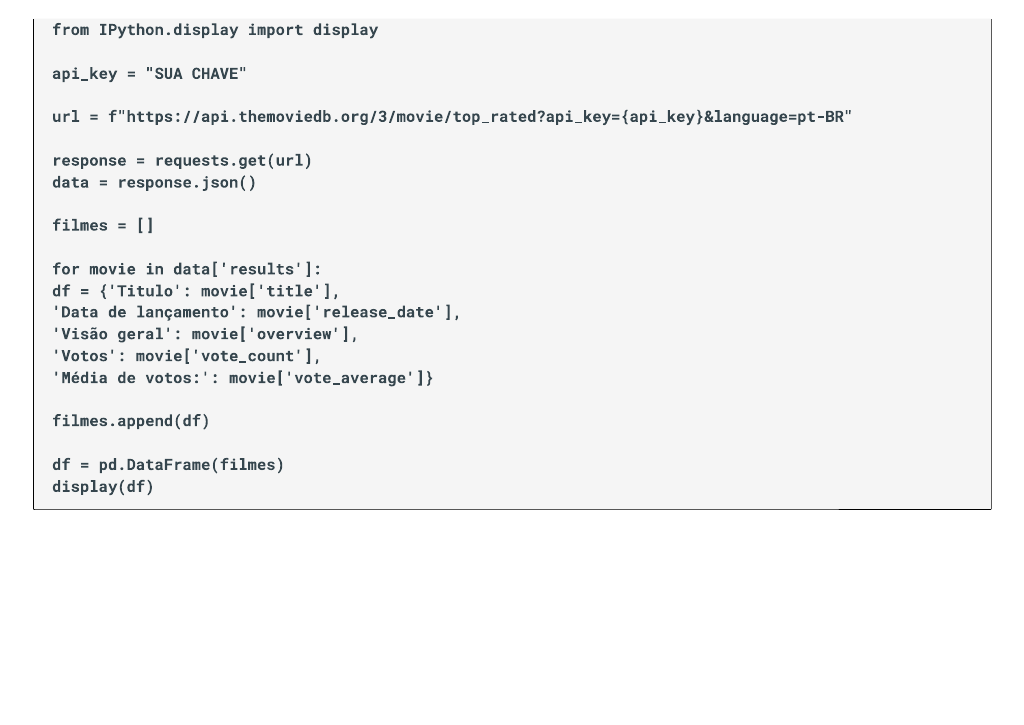 from IPython.display import display
api_key = "SUA CHAVE"
url = f"https://api.themoviedb.org/3/movie/top_rated?api_key={api_key}&language=pt-BR"
response = requests.get(url)
data = response.json()
filmes = []
for movie in data['results']:
df = {'Titulo': movie['title'],
'Data de lançamento': movie['release_date'],
'Visão geral': movie['overview'],
'Votos': movie['vote_count'],
'Média de votos:': movie['vote_average']}
filmes.append(df)
df = pd.DataFrame(filmes)
display(df)